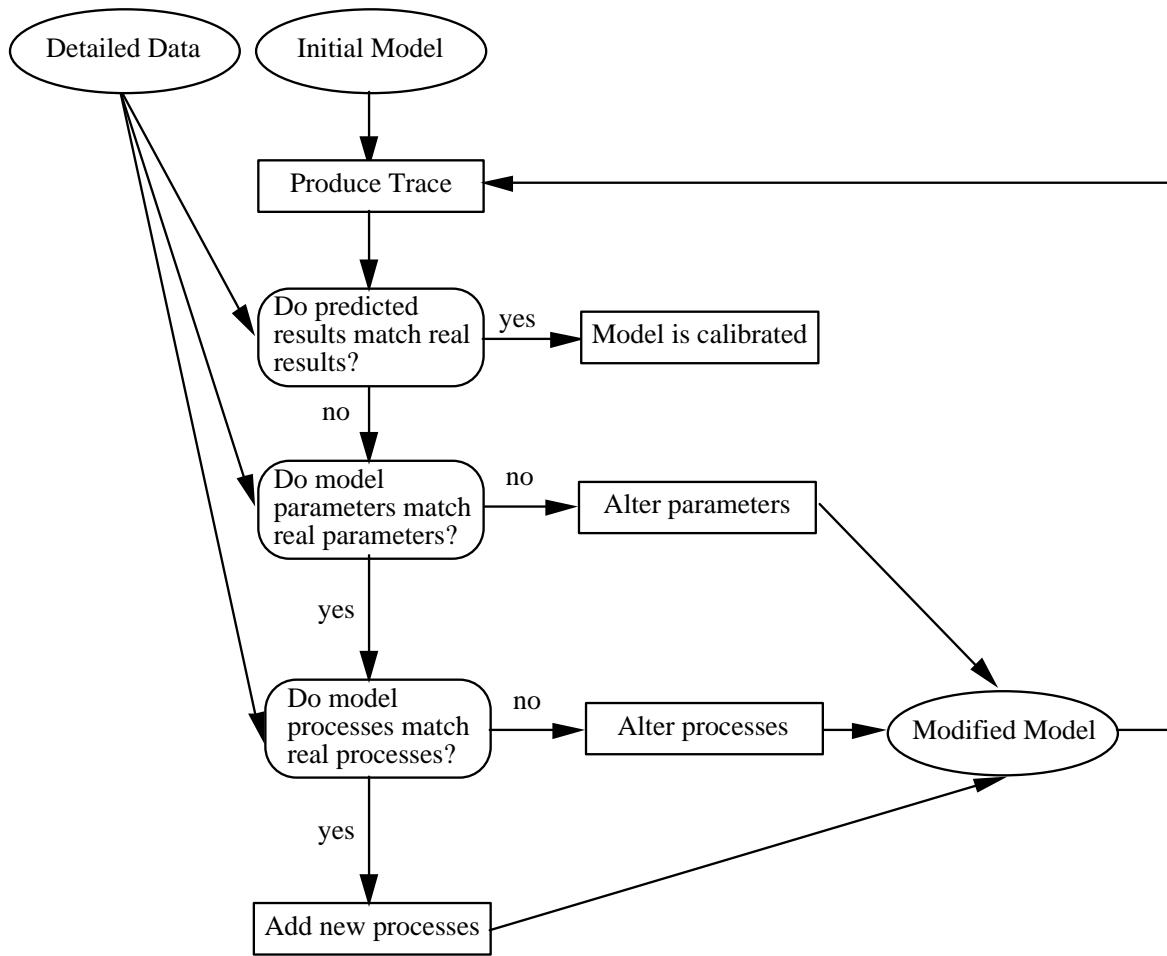 Detailed Data
Initial Model
Produce Trace
Do predicted
results match real
results?
yes
Model is calibrated
no
Do model
parameters match
real parameters?
no
Alter parameters
yes
Do model
processes match
real processes?
no
Alter processes
Modified Model
yes
Add new processes